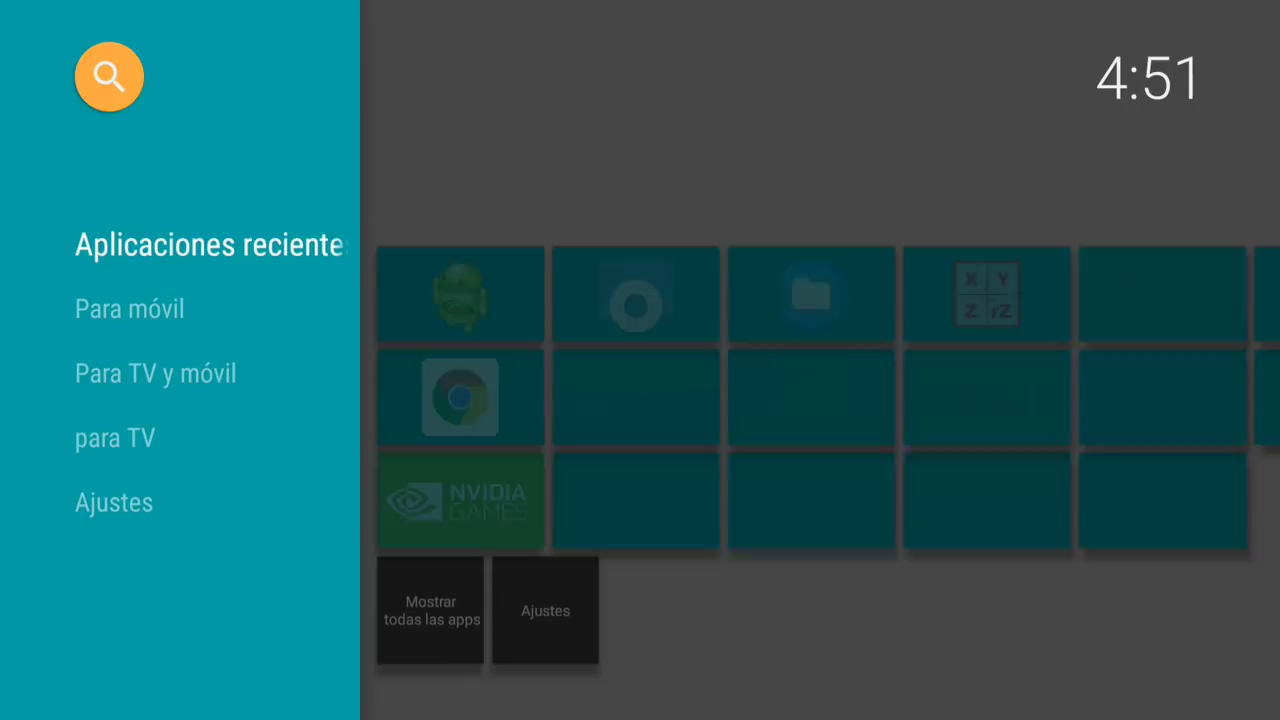 4:51
Aplicaciones reciente
Para móvil
Para TV y móvil
para TV
Ajustes
X Y
Z rZ
NVIDIA
GAMES
Mostrar
todas las apps
Ajustes